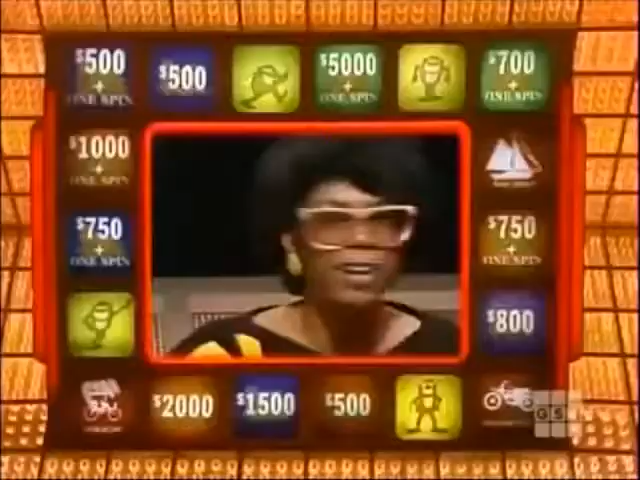 $500
+
ONE SPIN
$500
$5000
+
ONE SPIN
$700
+
ONE SPIN
$1000
+
ONE SPIN
$750
+
ONE SPIN
$750
+
ONE SPIN
$800
$2000
$1500
$500
GSN